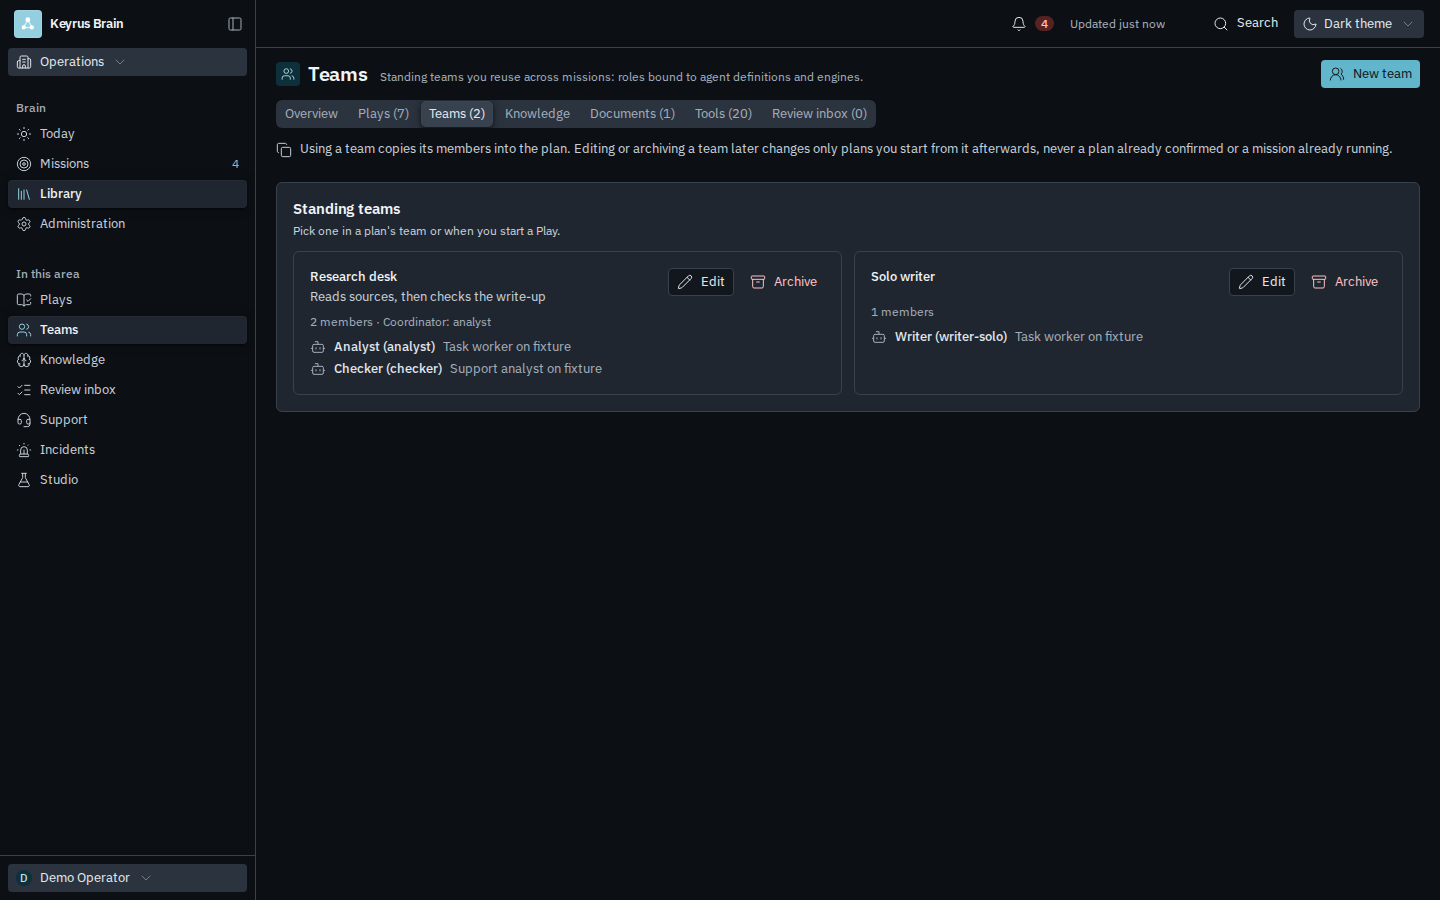 Keyrus Brain
4
Updated just now
Search
Dark theme
Operations
Teams
Standing teams you reuse across missions: roles bound to agent definitions and engines.
New team
Brain
Today
Missions
4
Library
Administration
In this area
Plays
Teams
Knowledge
Review inbox
Support
Incidents
Studio
Overview
Plays (7)
Teams (2)
Knowledge
Documents (1)
Tools (20)
Review inbox (0)
Using a team copies its members into the plan. Editing or archiving a team later changes only plans you start from it afterwards, never a plan already confirmed or a mission already running.
Standing teams
Pick one in a plan's team or when you start a Play.
Research desk
Edit
Archive
Reads sources, then checks the write-up
2 members · Coordinator: analyst
Analyst (analyst) Task worker on fixture
Checker (checker) Support analyst on fixture
Solo writer
Edit
Archive
1 members
Writer (writer-solo) Task worker on fixture
D
Demo Operator